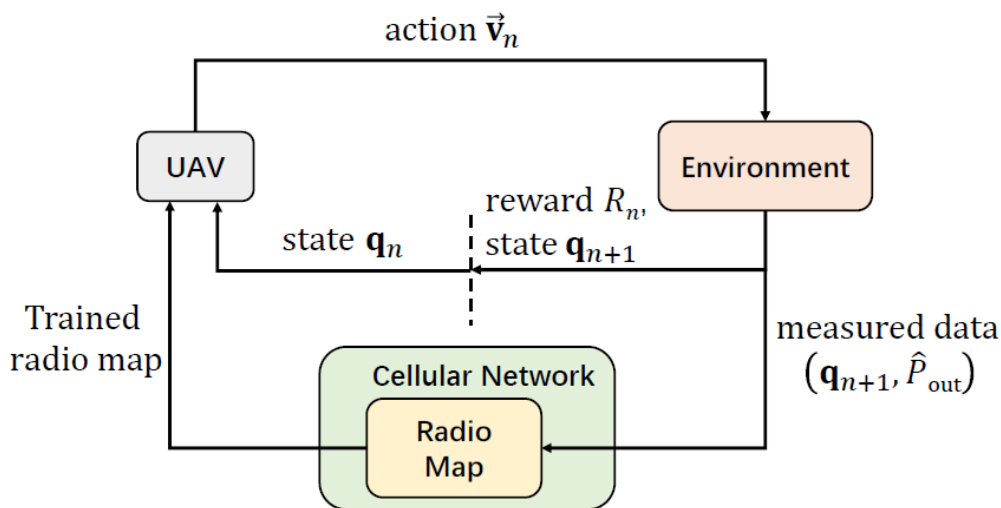 action v⃗ₙ
UAV
Environment
reward Rₙ,
state qₙ₊₁
state qₙ
Trained
radio map
measured data
(qₙ₊₁, P̂ₒᵤₜ)
Cellular Network
Radio
Map